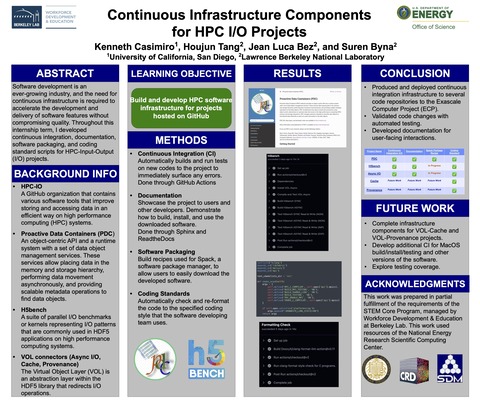 BERKELEY LAB
WORKFORCE
DEVELOPMENT &
EDUCATION
Continuous Infrastructure Components
for HPC I/O Projects
Kenneth Casimiro1, Houjun Tang2, Jean Luca Bez2, and Suren Byna2
1University of California, San Diego, 2Lawrence Berkeley National Laboratory
U.S. DEPARTMENT OF
ENERGY
Office of Science
ABSTRACT
Software development is an
ever-growing industry, and the need for
continuous infrastructure is required to
accelerate the development and
delivery of software features without
compromising quality. Throughout this
internship term, I developed
continuous integration, documentation,
software packaging, and coding
standard scripts for HPC-Input-Output
(I/O) projects.
BACKGROUND INFO
• HPC-IO
A GitHub organization that contains
various software tools that improve
storing and accessing data in an
efficient way on high performance
computing (HPC) systems.
• Proactive Data Containers (PDC)
An object-centric API and a runtime
system with a set of data object
management services. These
services allow placing data in the
memory and storage hierarchy,
performing data movement
asynchronously, and providing
scalable metadata operations to
find data objects.
• H5bench
A suite of parallel I/O benchmarks
or kernels representing I/O patterns
that are commonly used in HDF5
applications on high performance
computing systems.
• VOL connectors (Async I/O,
Cache, Provenance)
The Virtual Object Layer (VOL) is
an abstraction layer within the
HDF5 library that redirects I/O
operations.
LEARNING OBJECTIVE
Build and develop HPC software
infrastructure for projects
hosted on GitHub
METHODS
• Continuous Integration (CI)
Automatically builds and run tests
on new codes to the project to
immediately surface any errors.
Done through GitHub Actions
• Documentation
Showcase the project to users and
other developers. Demonstrate
how to build, install, and use the
downloaded software.
Done through Sphinx and
ReadtheDocs
• Software Packaging
Build recipes used for Spack, a
software package manager, to
allow users to easily download the
developed software.
• Coding Standards
Automatically check and re-format
the code to the specified coding
style that the software developing
team uses.
h5
BENCH
RESULTS
Formatting Check
CONCLUSION
• Produced and deployed continuous
integration infrastructure to several
code repositories to the Exascale
Computer Project (ECP).
• Validated code changes with
automated testing.
• Developed documentation for
user-facing interactions.
PDC
H5Bench
Async I/O
Cache
Provenance
FUTURE WORK
• Complete infrastructure
components for VOL-Cache and
VOL-Provenance projects.
• Develop additional CI for MacOS
build/install/testing and other
versions of the software.
• Explore testing coverage.
ACKNOWLEDGMENTS
This work was prepared in partial
fulfillment of the requirements of the
STEM Core Program, managed by
Workforce Development & Education
at Berkeley Lab. This work used
resources of the National Energy
Research Scientific Computing
Center.
CRD
SDM